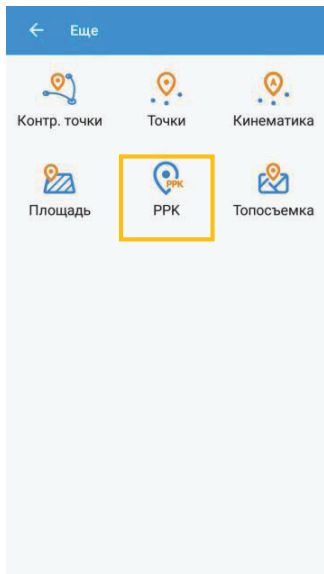 Еще
Контр. точки
Точки
Кинематика
PPK
Площадь
PPK
Топосъемка